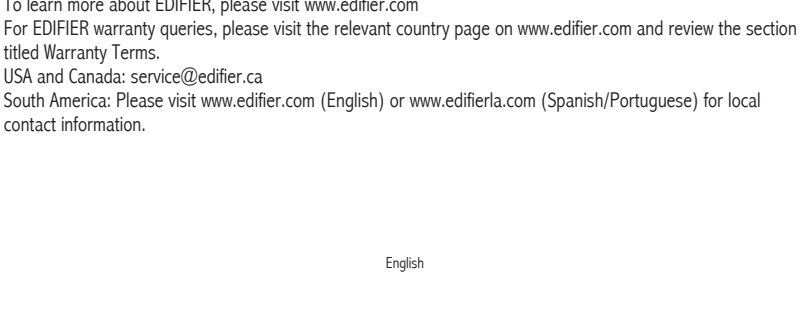 To learn more about EDIFIER, please visit www.edifier.com
For EDIFIER warranty queries, please visit the relevant country page on www.edifier.com and review the section
titled Warranty Terms.
USA and Canada: service@edifier.ca
South America: Please visit www.edifier.com (English) or www.edifierla.com (Spanish/Portuguese) for local
contact information.
English